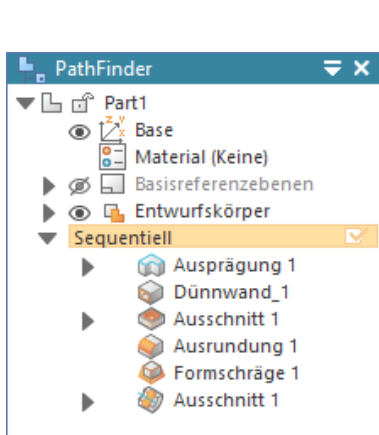 PathFinder
Part1
Base
Material (Keine)
Basisreferenzebenen
Entwurfskörper
Sequentiell
Ausprägung 1
Dünnwand_1
Ausschnitt 1
Ausrundung 1
Formschräge 1
Ausschnitt 1